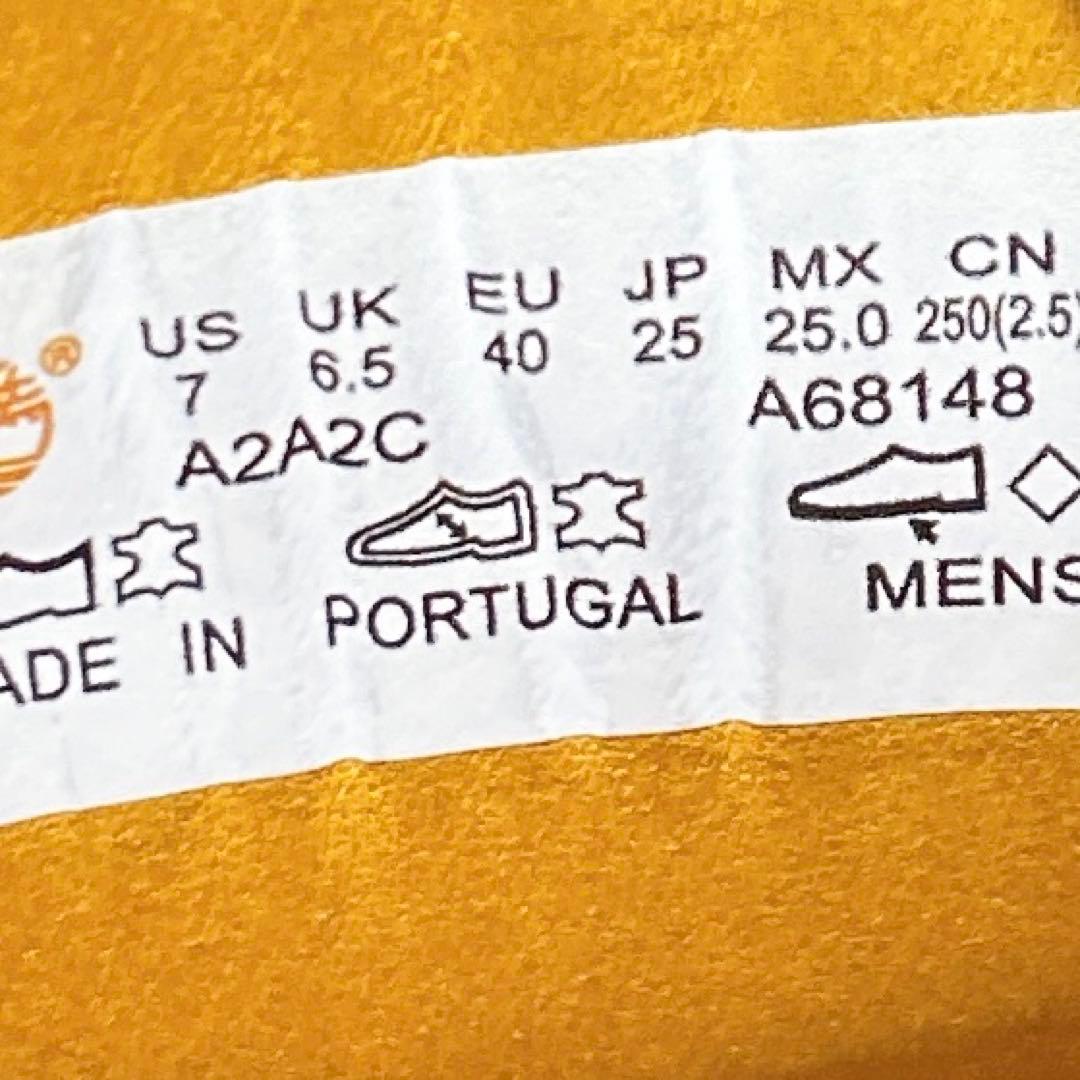 ® US UK EU JP MX CN
7 6.5 40 25 25.0 250(2.5)
A2A2C A68148
ADE IN PORTUGAL MENS